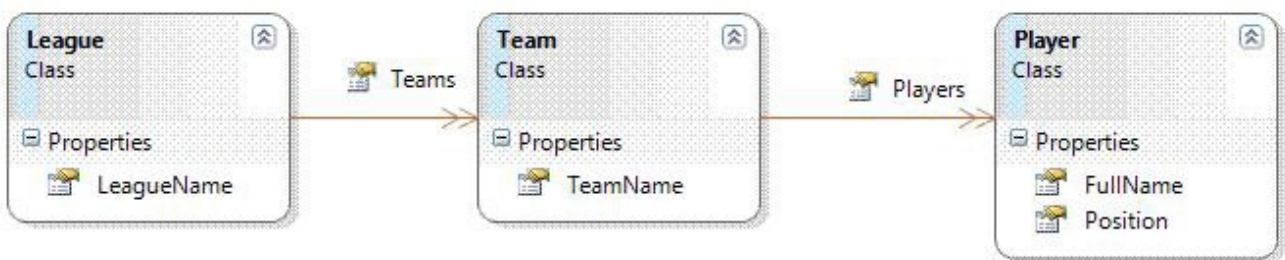 League
Class
Properties
LeagueName
Teams
Team
Class
Properties
TeamName
Players
Player
Class
Properties
FullName
Position